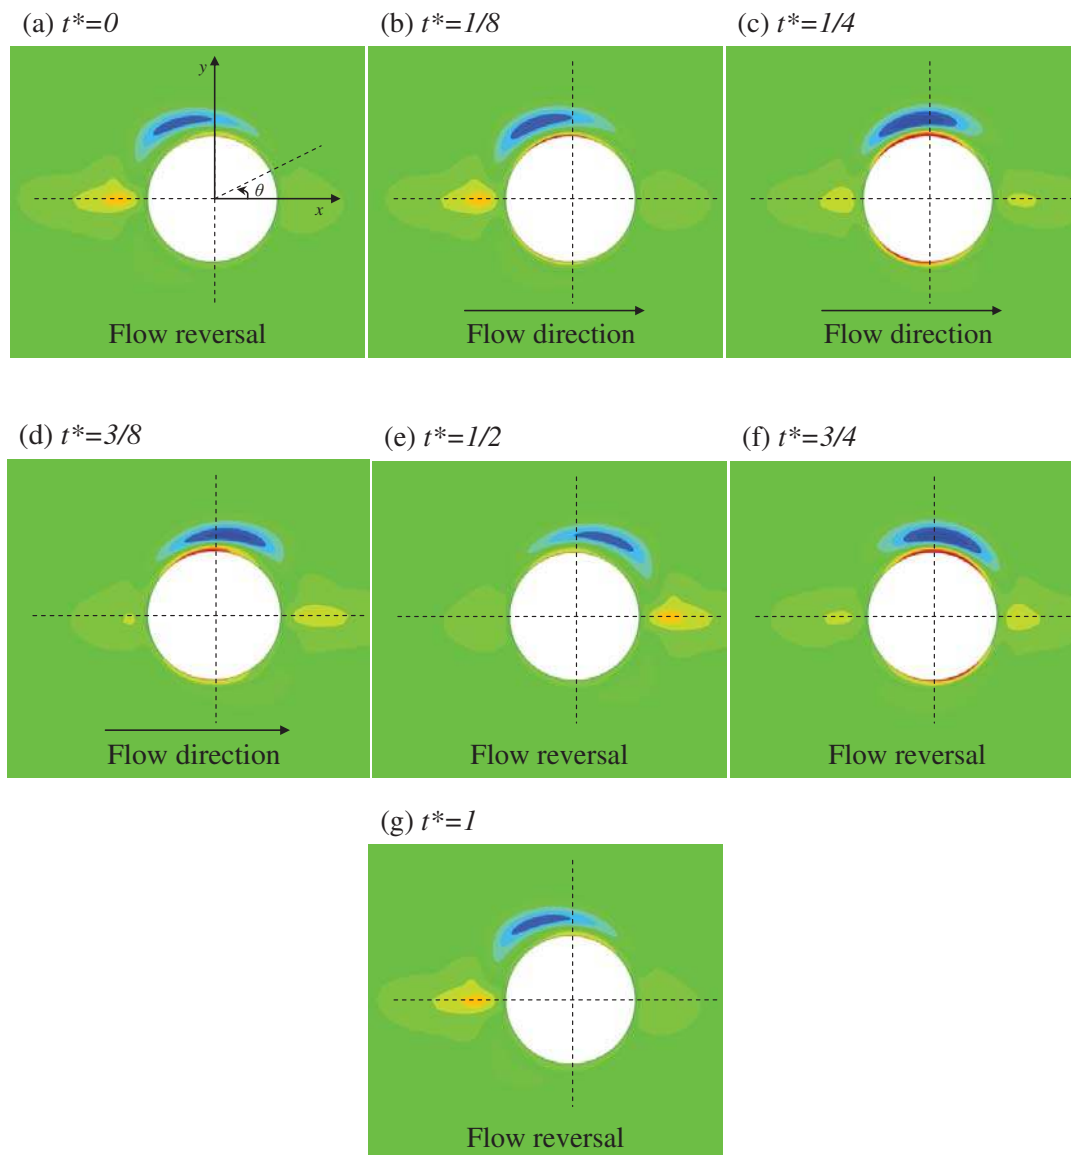 (a) t*=0
(b) t*=1/8
(c) t*=1/4
y
θ
x
Flow reversal
Flow direction
Flow direction
(d) t*=3/8
(e) t*=1/2
(f) t*=3/4
Flow direction
Flow reversal
Flow reversal
(g) t*=1
Flow reversal